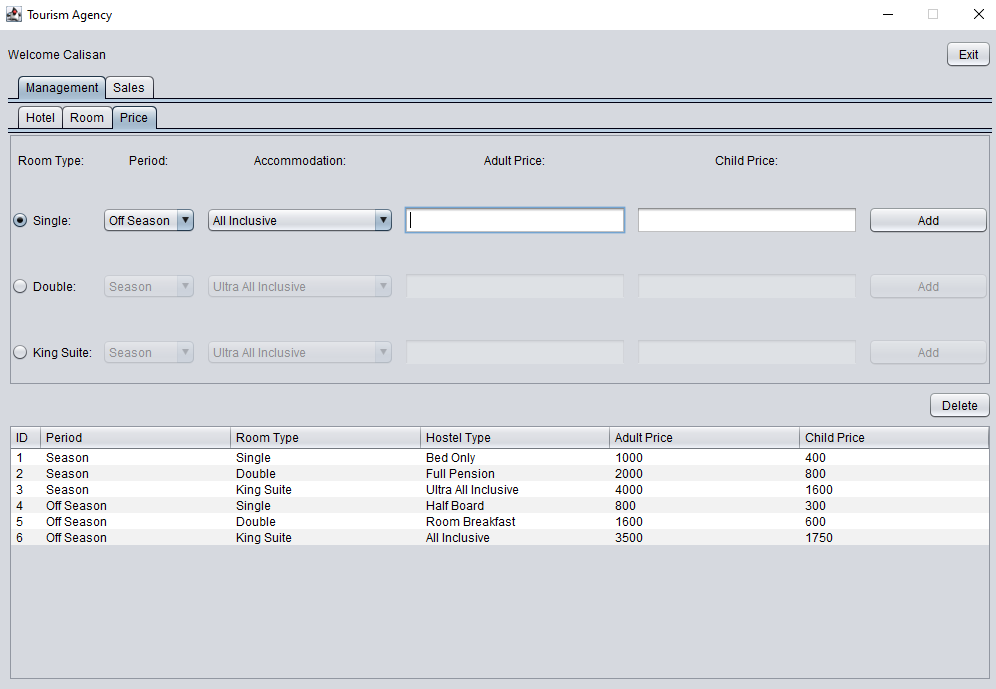 Tourism Agency
Welcome Calisan Exit
Management Sales
Hotel Room Price
Room Type: Period: Accommodation: Adult Price: Child Price:
Single: Off Season All Inclusive Add
Double: Season Ultra All Inclusive Add
King Suite: Season Ultra All Inclusive Add
Delete
ID Period Room Type Hostel Type Adult Price Child Price
1 Season Single Bed Only 1000 400
2 Season Double Full Pension 2000 800
3 Season King Suite Ultra All Inclusive 4000 1600
4 Off Season Single Half Board 800 300
5 Off Season Double Room Breakfast 1600 600
6 Off Season King Suite All Inclusive 3500 1750